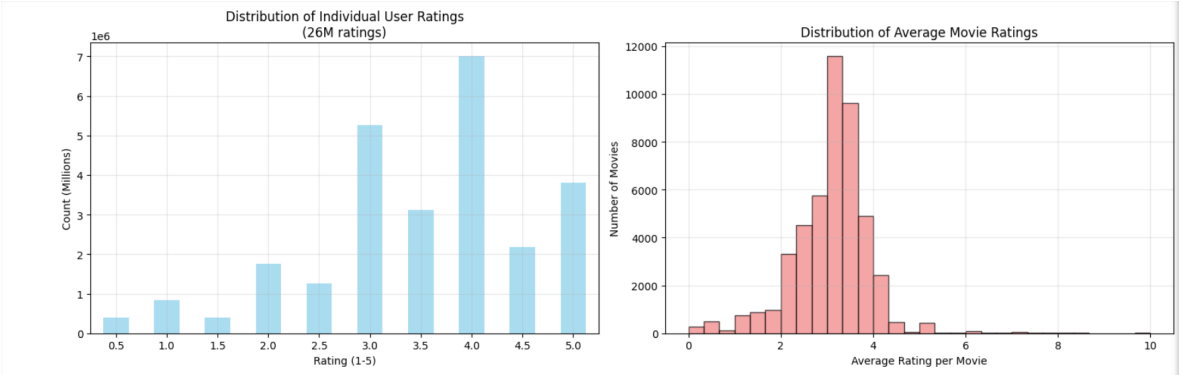 Distribution of Individual User Ratings
(26M ratings)
1e6
7
6
5
4
3
2
1
0
Count (Millions)
0.5 1.0 1.5 2.0 2.5 3.0 3.5 4.0 4.5 5.0
Rating (1-5)
Distribution of Average Movie Ratings
12000
10000
8000
6000
4000
2000
0
Number of Movies
0 2 4 6 8 10
Average Rating per Movie